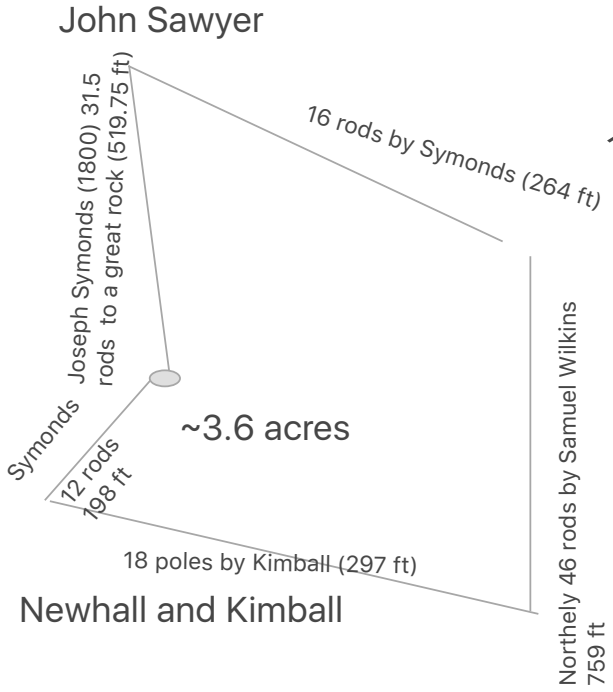 John Sawyer
16 rods by Symonds (264 ft)
Joseph Symonds (1800) 31.5
rods to a great rock (519.75 ft)
Symonds
12 rods
198 ft
~3.6 acres
18 poles by Kimball (297 ft)
Newhall and Kimball
Northely 46 rods by Samuel Wilkins
759 ft